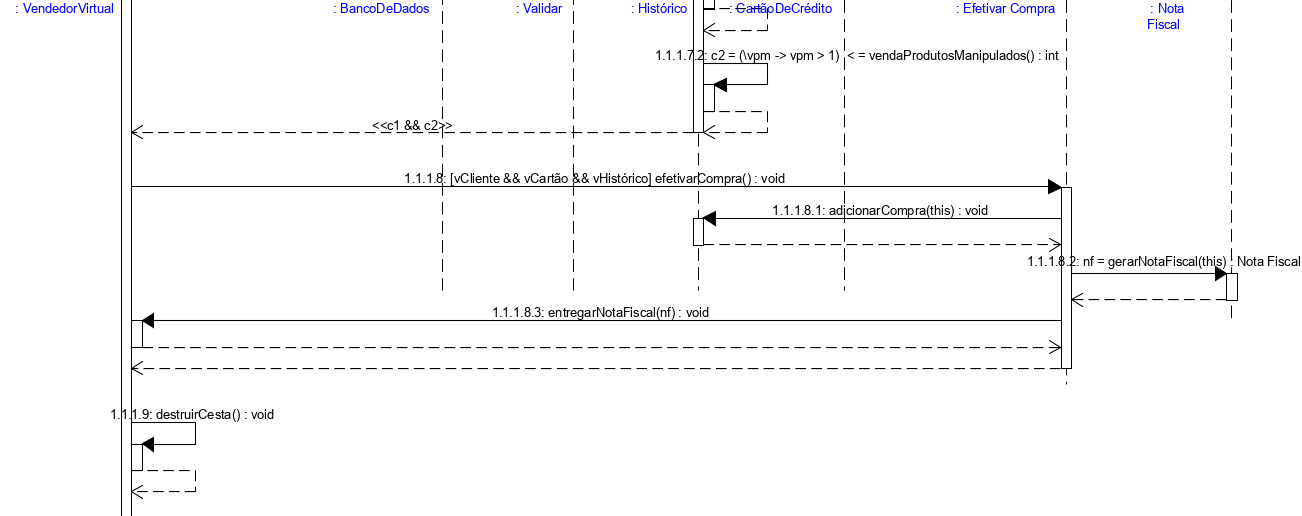 : VendedorVirtual
: BancoDeDados
: Validar
: Histórico
: CartãoDeCrédito
: Efetivar Compra
: Nota
Fiscal
1.1.1.7.2: c2 = (\vpm -> vpm > 1) < = vendaProdutosManipulados() : int
<<c1 && c2>>
1.1.1.8: [vCliente && vCartão && vHistórico] efetivarCompra() : void
1.1.1.8.1: adicionarCompra(this) : void
1.1.1.8.2: nf = gerarNotaFiscal(this) : Nota Fiscal
1.1.1.8.3: entregarNotaFiscal(nf) : void
1.1.1.9: destruirCesta() : void